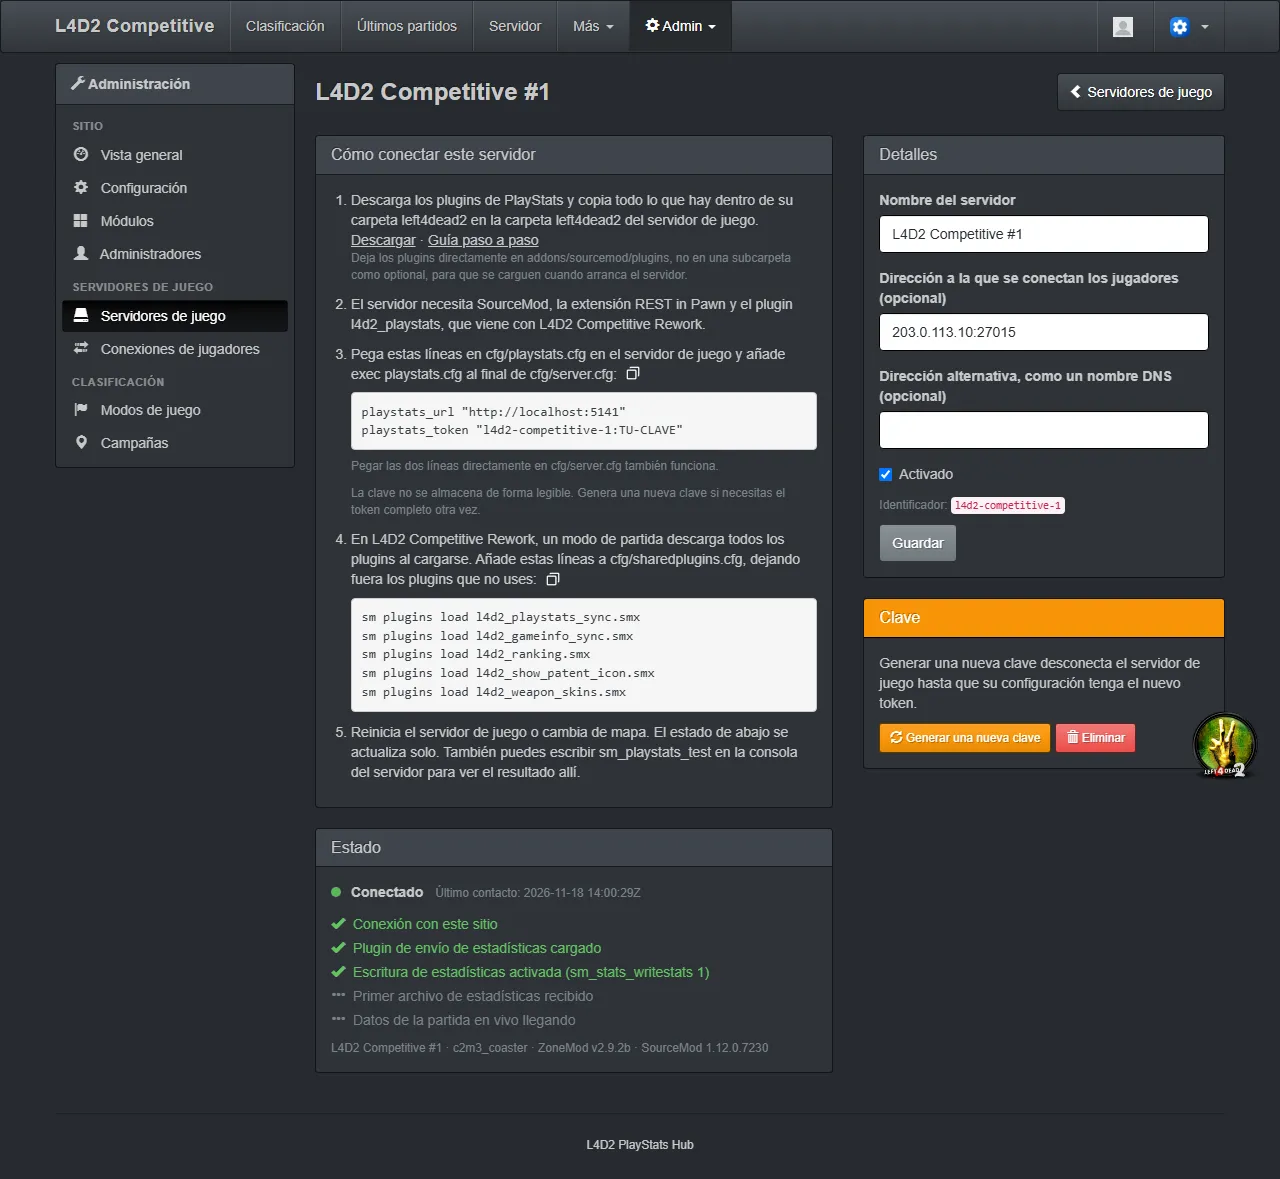 L4D2 Competitive
Clasificación
Últimos partidos
Servidor
Más
Admin
Administración
SITIO
Vista general
Configuración
Módulos
Administradores
SERVIDORES DE JUEGO
Servidores de juego
Conexiones de jugadores
CLASIFICACIÓN
Modos de juego
Campañas
L4D2 Competitive #1
Servidores de juego
Cómo conectar este servidor
1. Descarga los plugins de PlayStats y copia todo lo que hay dentro de su
carpeta left4dead2 en la carpeta left4dead2 del servidor de juego.
Descargar · Guía paso a paso
Deja los plugins directamente en addons/sourcemod/plugins, no en una subcarpeta
como optional, para que se carguen cuando arranca el servidor.
2. El servidor necesita SourceMod, la extensión REST in Pawn y el plugin
l4d2_playstats, que viene con L4D2 Competitive Rework.
3. Pega estas líneas en cfg/playstats.cfg en el servidor de juego y añade
exec playstats.cfg al final de cfg/server.cfg:
playstats_url "http://localhost:5141"
playstats_token "l4d2-competitive-1:TU-CLAVE"
Pegar las dos líneas directamente en cfg/server.cfg también funciona.
La clave no se almacena de forma legible. Genera una nueva clave si necesitas el
token completo otra vez.
4. En L4D2 Competitive Rework, un modo de partida descarga todos los
plugins al cargarse. Añade estas líneas a cfg/sharedplugins.cfg, dejando
fuera los plugins que no uses:
sm plugins load l4d2_playstats_sync.smx
sm plugins load l4d2_gameinfo_sync.smx
sm plugins load l4d2_ranking.smx
sm plugins load l4d2_show_patent_icon.smx
sm plugins load l4d2_weapon_skins.smx
5. Reinicia el servidor de juego o cambia de mapa. El estado de abajo se
actualiza solo. También puedes escribir sm_playstats_test en la consola
del servidor para ver el resultado allí.
Estado
Conectado Último contacto: 2026-11-18 14:00:29Z
Conexión con este sitio
Plugin de envío de estadísticas cargado
Escritura de estadísticas activada (sm_stats_writestats 1)
Primer archivo de estadísticas recibido
Datos de la partida en vivo llegando
L4D2 Competitive #1 · c2m3_coaster · ZoneMod v2.9.2b · SourceMod 1.12.0.7230
Detalles
Nombre del servidor
L4D2 Competitive #1
Dirección a la que se conectan los jugadores
(opcional)
203.0.113.10:27015
Dirección alternativa, como un nombre DNS
(opcional)
Activado
Identificador: l4d2-competitive-1
Guardar
Clave
Generar una nueva clave desconecta el servidor de
juego hasta que su configuración tenga el nuevo
token.
Generar una nueva clave
Eliminar
LEFT 4 DEAD 2
L4D2 PlayStats Hub